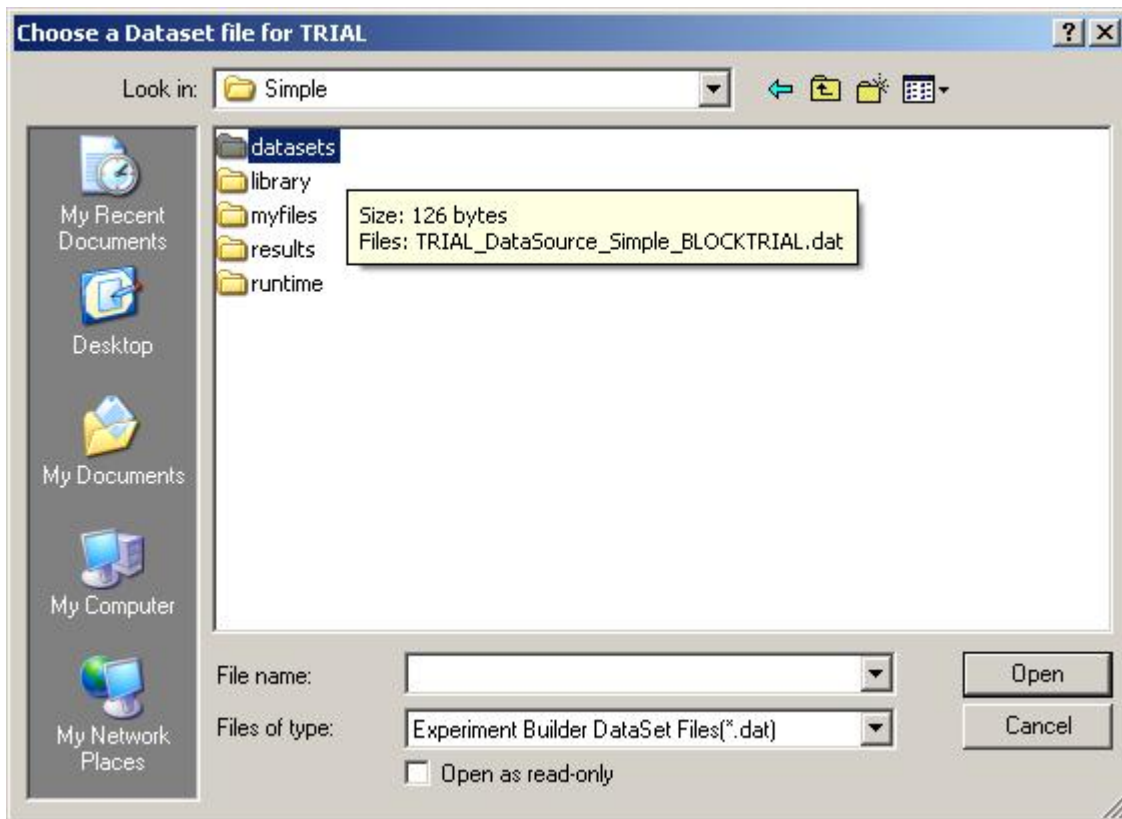 Choose a Dataset file for TRIAL
Look in:
Simple
My Recent
Documents
Desktop
My Documents
My Computer
My Network
Places
datasets
library
myfiles
results
runtime
Size: 126 bytes
Files: TRIAL_DataSource_Simple_BLOCKTRIAL.dat
File name:
Open
Files of type:
Experiment Builder DataSet Files(*.dat)
Cancel
Open as read-only